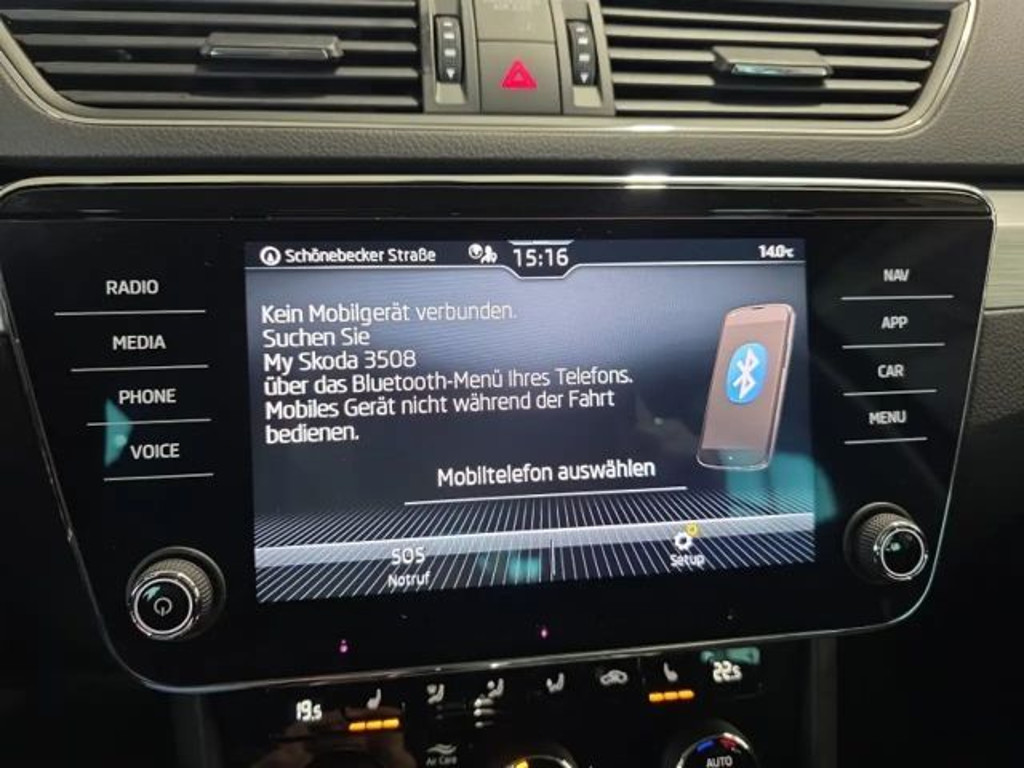 Schönebecker Straße
15:16
14.0°C
RADIO
MEDIA
PHONE
VOICE
Kein Mobilgerät verbunden.
Suchen Sie
My Skoda 3508
über das Bluetooth-Menü Ihres Telefons.
Mobiles Gerät nicht während der Fahrt
bedienen.
Mobiltelefon auswählen
SOS
Notruf
Setup
NAV
APP
CAR
MENU
19.5
22.5
Air Care
AUTO